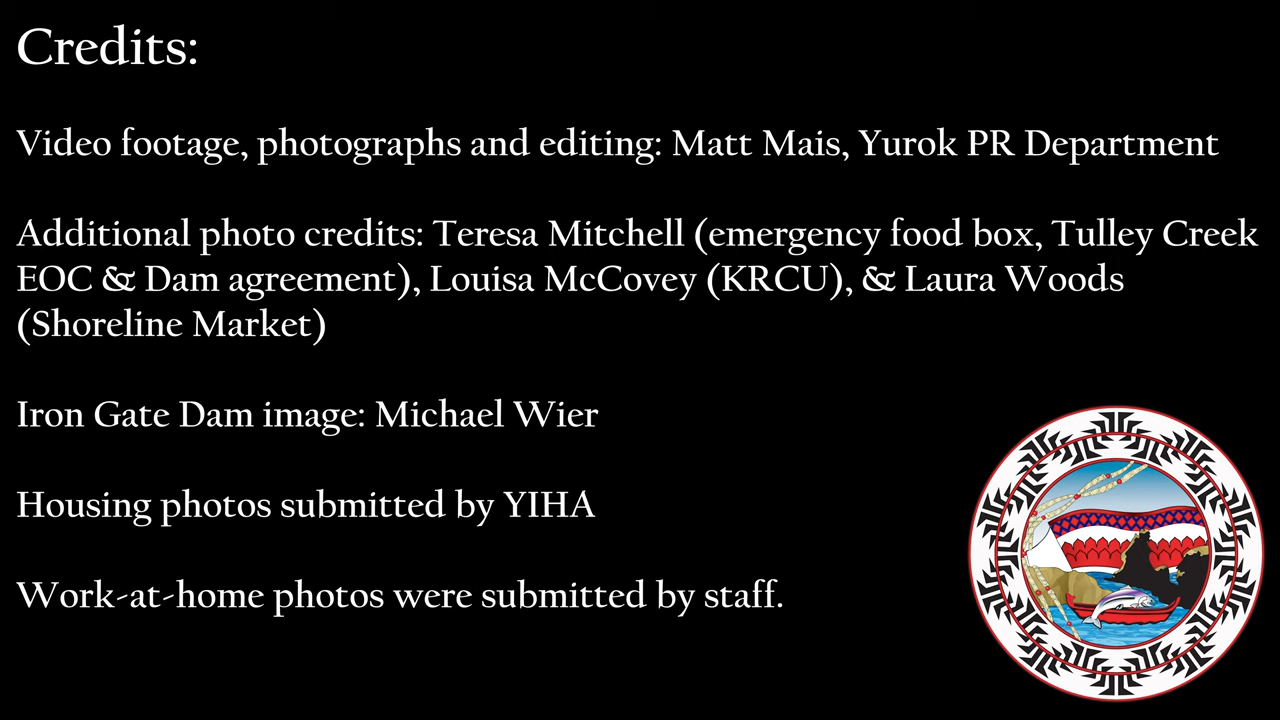 Credits:
Video footage, photographs and editing: Matt Mais, Yurok PR Department
Additional photo credits: Teresa Mitchell (emergency food box, Tulley Creek
EOC & Dam agreement), Louisa McCovey (KRCU), & Laura Woods
(Shoreline Market)
Iron Gate Dam image: Michael Wier
Housing photos submitted by YIHA
Work-at-home photos were submitted by staff.